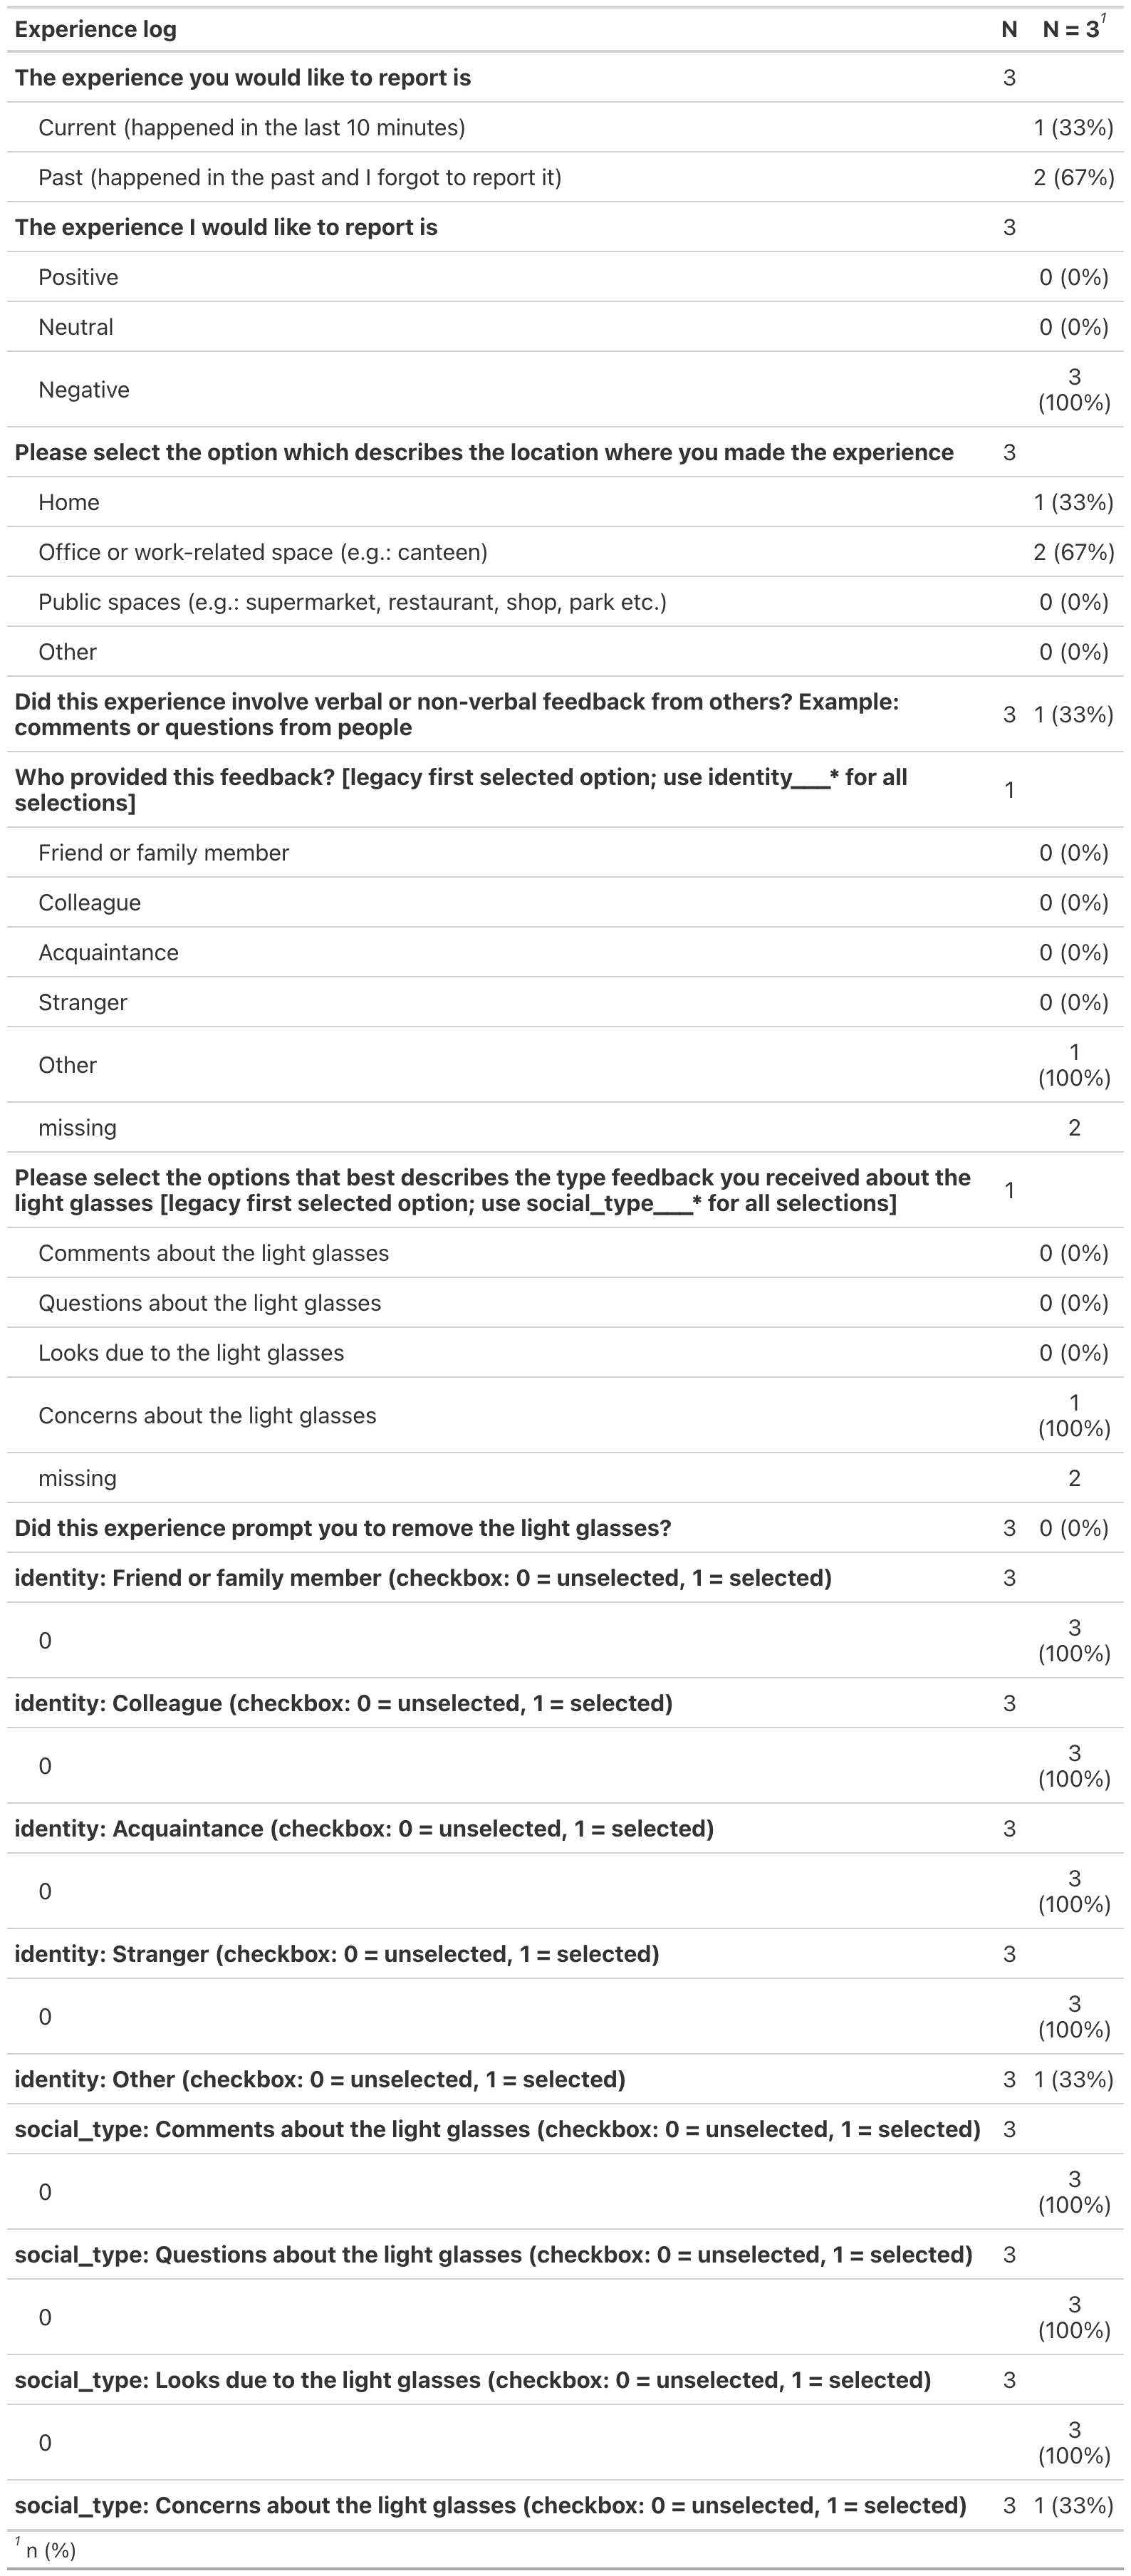 Experience log N N = 3¹
The experience you would like to report is 3
Current (happened in the last 10 minutes) 1 (33%)
Past (happened in the past and I forgot to report it) 2 (67%)
The experience I would like to report is 3
Positive 0 (0%)
Neutral 0 (0%)
Negative 3 (100%)
Please select the option which describes the location where you made the experience 3
Home 1 (33%)
Office or work-related space (e.g.: canteen) 2 (67%)
Public spaces (e.g.: supermarket, restaurant, shop, park etc.) 0 (0%)
Other 0 (0%)
Did this experience involve verbal or non-verbal feedback from others? Example:
comments or questions from people 3 1 (33%)
Who provided this feedback? [legacy first selected option; use identity___* for all
selections] 1
Friend or family member 0 (0%)
Colleague 0 (0%)
Acquaintance 0 (0%)
Stranger 0 (0%)
Other 1 (100%)
missing 2
Please select the options that best describes the type feedback you received about the
light glasses [legacy first selected option; use social_type___* for all selections] 1
Comments about the light glasses 0 (0%)
Questions about the light glasses 0 (0%)
Looks due to the light glasses 0 (0%)
Concerns about the light glasses 1 (100%)
missing 2
Did this experience prompt you to remove the light glasses? 3 0 (0%)
identity: Friend or family member (checkbox: 0 = unselected, 1 = selected) 3
0 3 (100%)
identity: Colleague (checkbox: 0 = unselected, 1 = selected) 3
0 3 (100%)
identity: Acquaintance (checkbox: 0 = unselected, 1 = selected) 3
0 3 (100%)
identity: Stranger (checkbox: 0 = unselected, 1 = selected) 3
0 3 (100%)
identity: Other (checkbox: 0 = unselected, 1 = selected) 3 1 (33%)
social_type: Comments about the light glasses (checkbox: 0 = unselected, 1 = selected) 3
0 3 (100%)
social_type: Questions about the light glasses (checkbox: 0 = unselected, 1 = selected) 3
0 3 (100%)
social_type: Looks due to the light glasses (checkbox: 0 = unselected, 1 = selected) 3
0 3 (100%)
social_type: Concerns about the light glasses (checkbox: 0 = unselected, 1 = selected) 3 1 (33%)
¹ n (%)